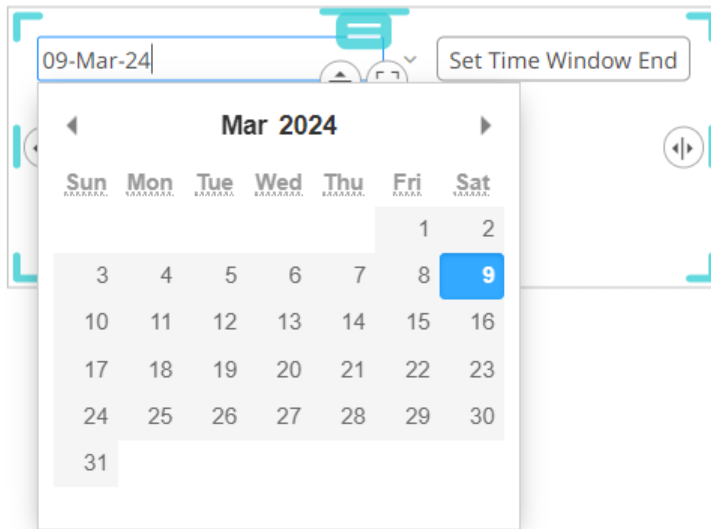 09-Mar-24
Set Time Window End
Mar 2024
Sun Mon Tue Wed Thu Fri Sat
1 2
3 4 5 6 7 8 9
10 11 12 13 14 15 16
17 18 19 20 21 22 23
24 25 26 27 28 29 30
31